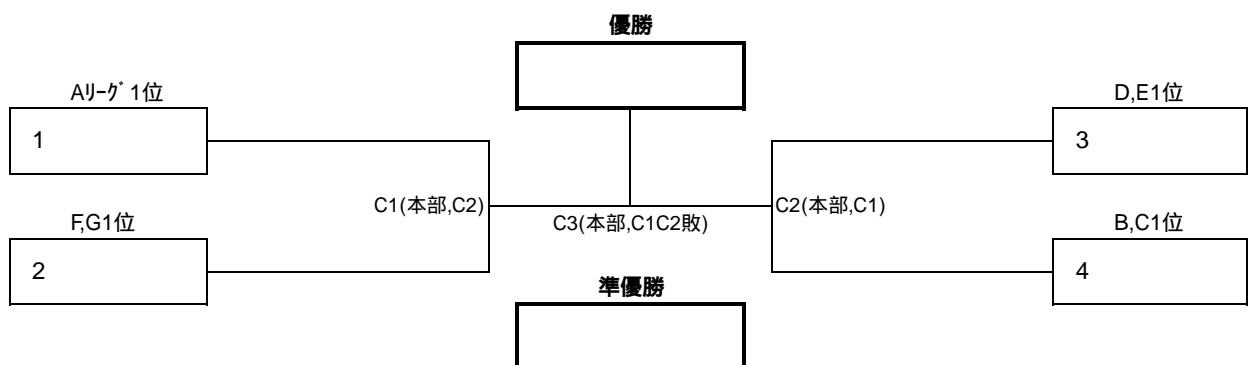 優勝
Aﾘｰｸﾞ1位
D,E1位
1
3
C1(本部,C2)
C3(本部,C1C2敗)
C2(本部,C1)
F,G1位
B,C1位
2
4
準優勝